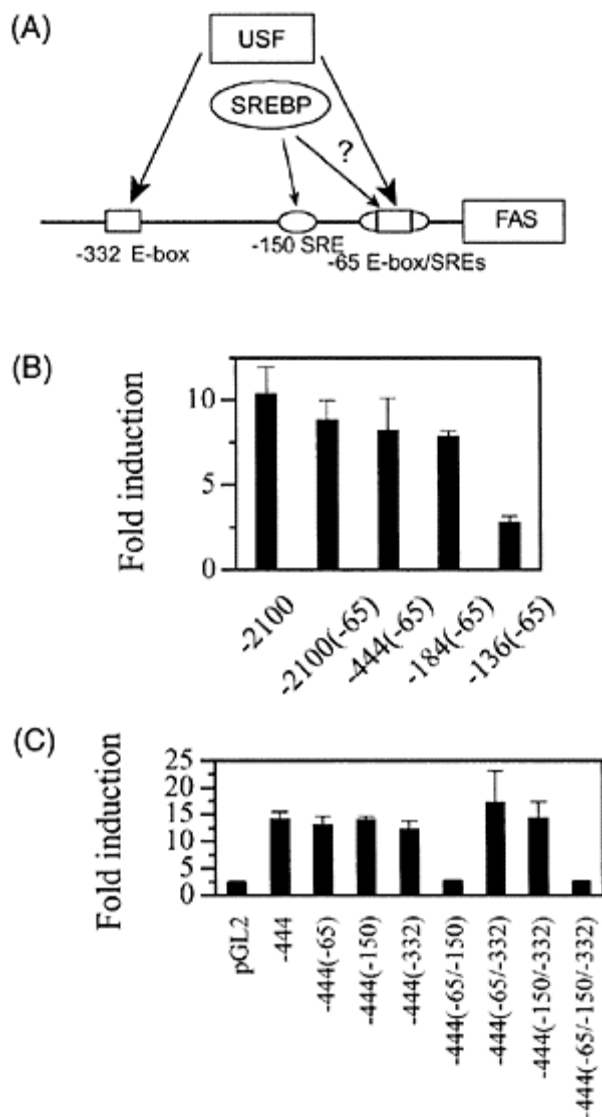 (A)
USF
SREBP
?
FAS
-332 E-box
-150 SRE
-65 E-box/SREs
(B)
Fold induction
10
5
0
-2100
-2100(-65)
-444(-65)
-184(-65)
-136(-65)
(C)
Fold induction
25
20
15
10
5
0
pGL2
-444
-444(-65)
-444(-150)
-444(-332)
-444(-65/-150)
-444(-65/-332)
-444(-150/-332)
-444(-65/-150/-332)